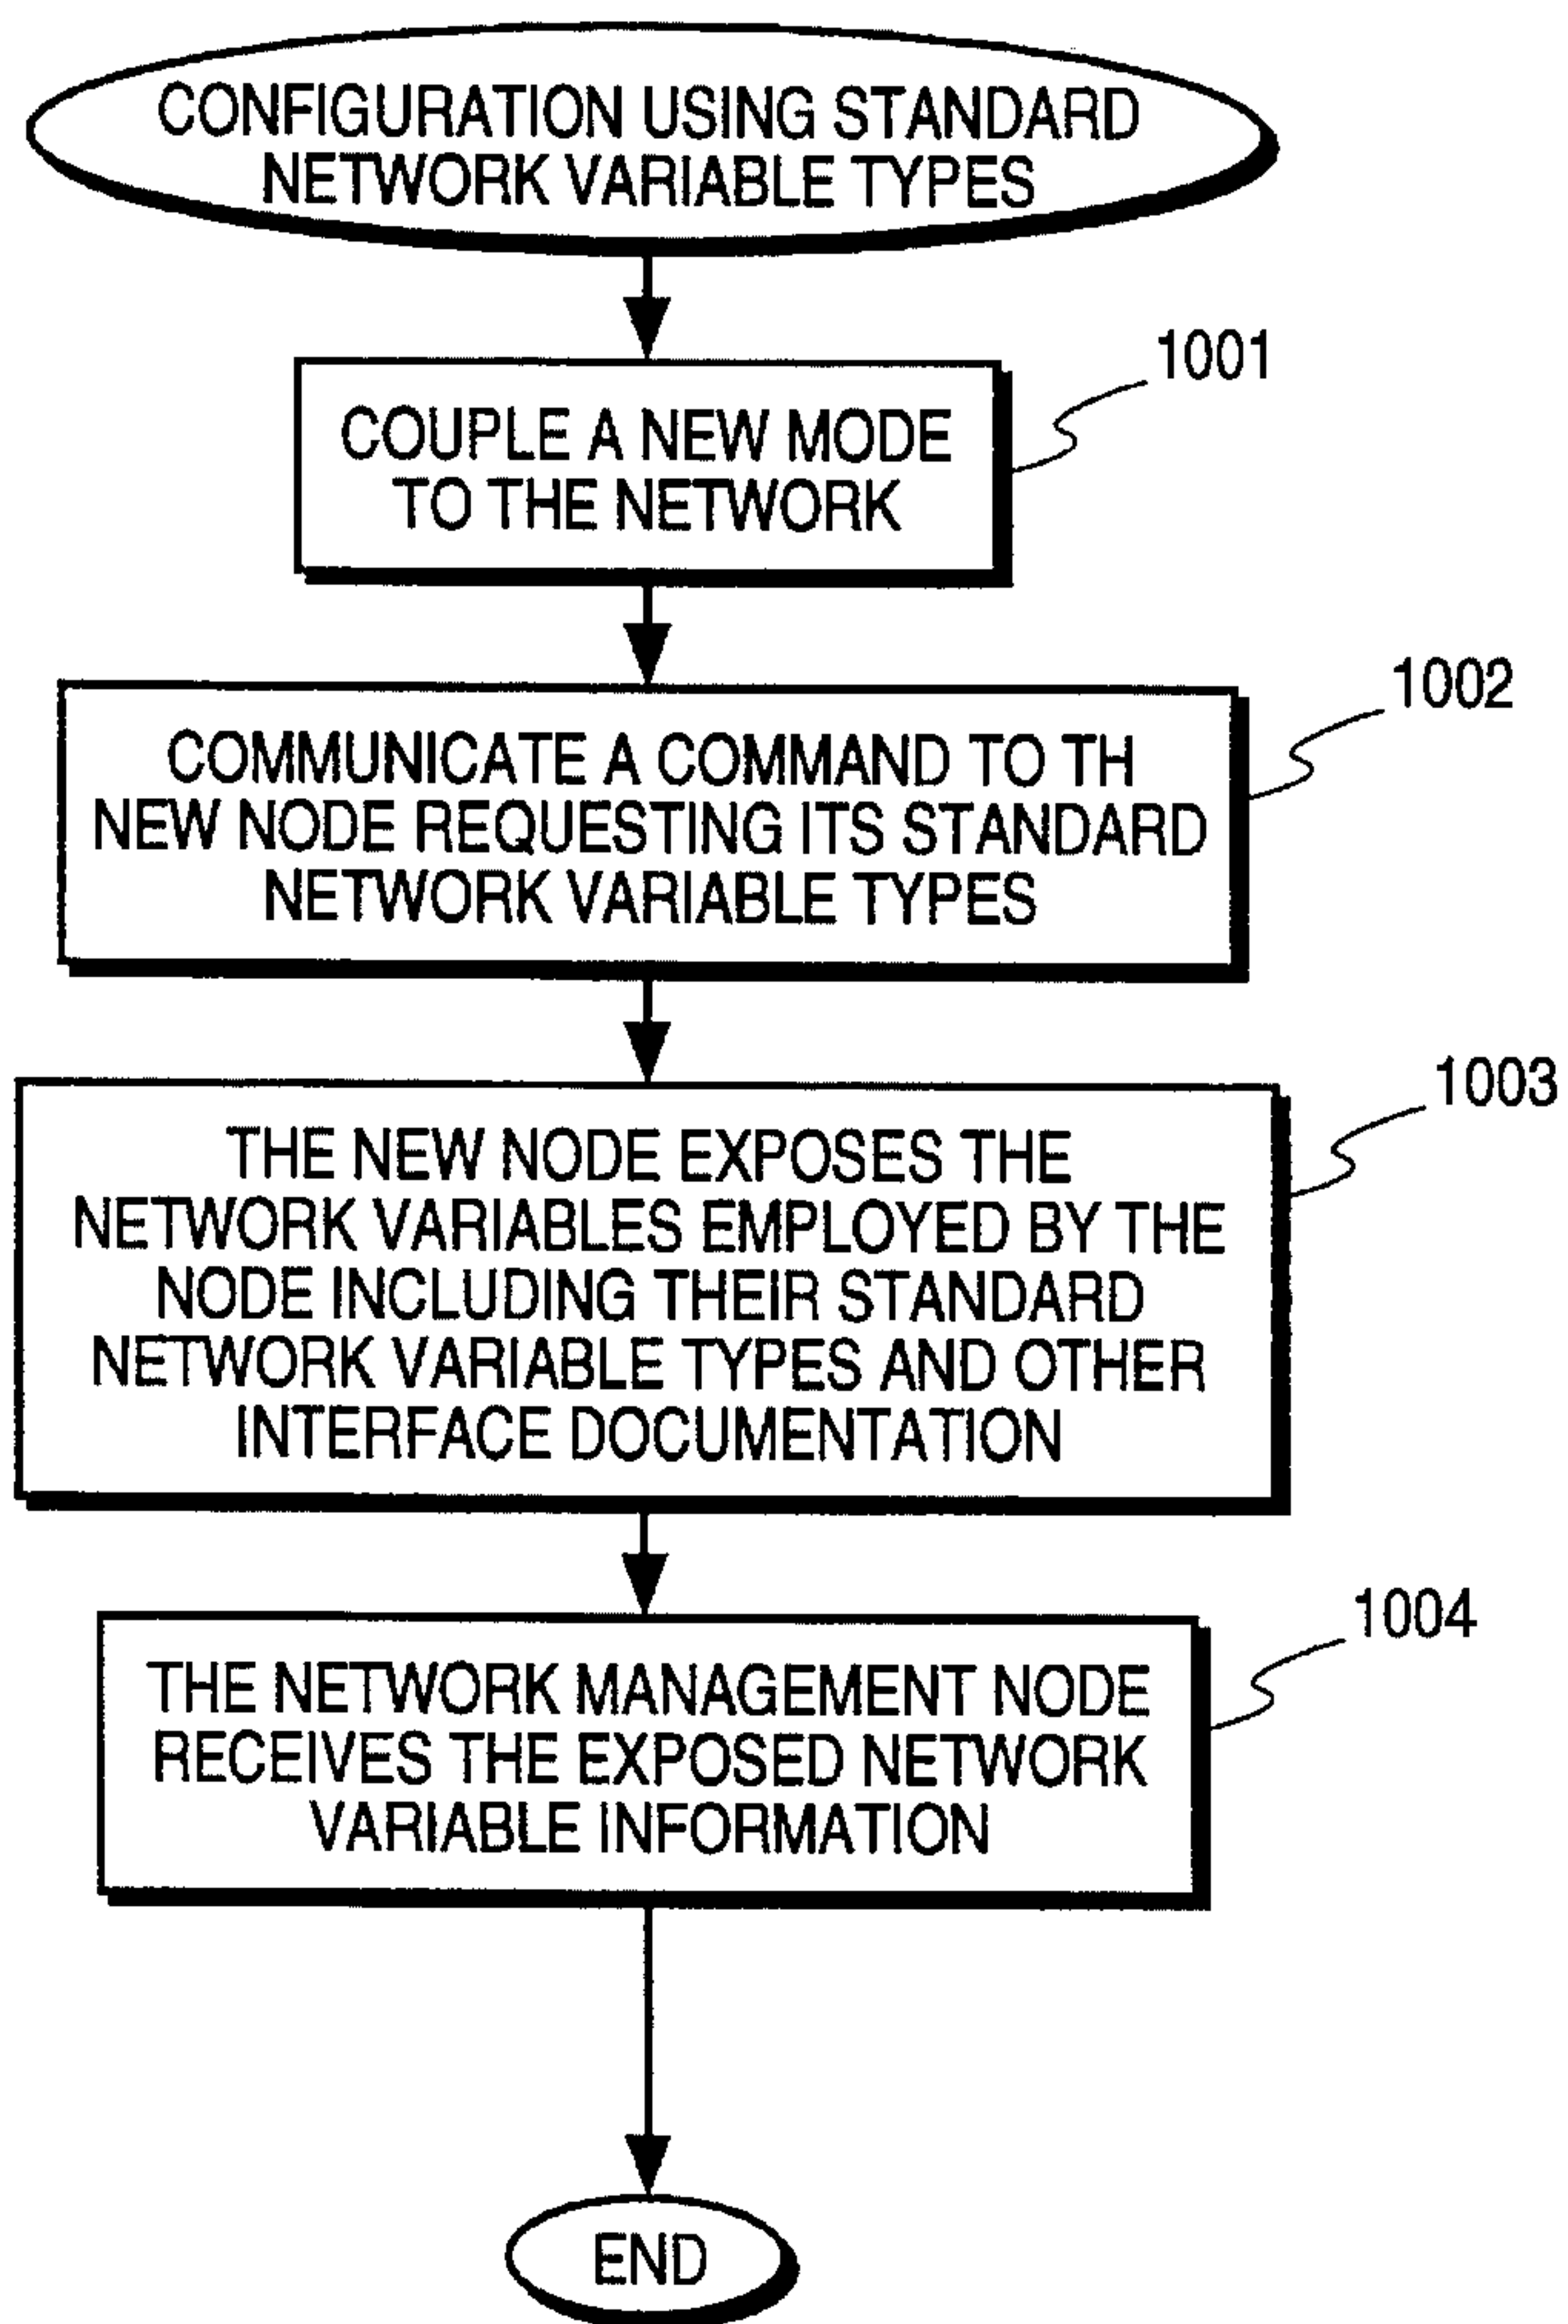 CONFIGURATION USING STANDARD
NETWORK VARIABLE TYPES
1001
COUPLE A NEW MODE
TO THE NETWORK
1002
COMMUNICATE A COMMAND TO TH
NEW NODE REQUESTING ITS STANDARD
NETWORK VARIABLE TYPES
1003
THE NEW NODE EXPOSES THE
NETWORK VARIABLES EMPLOYED BY THE
NODE INCLUDING THEIR STANDARD
NETWORK VARIABLE TYPES AND OTHER
INTERFACE DOCUMENTATION
1004
THE NETWORK MANAGEMENT NODE
RECEIVES THE EXPOSED NETWORK
VARIABLE INFORMATION
END